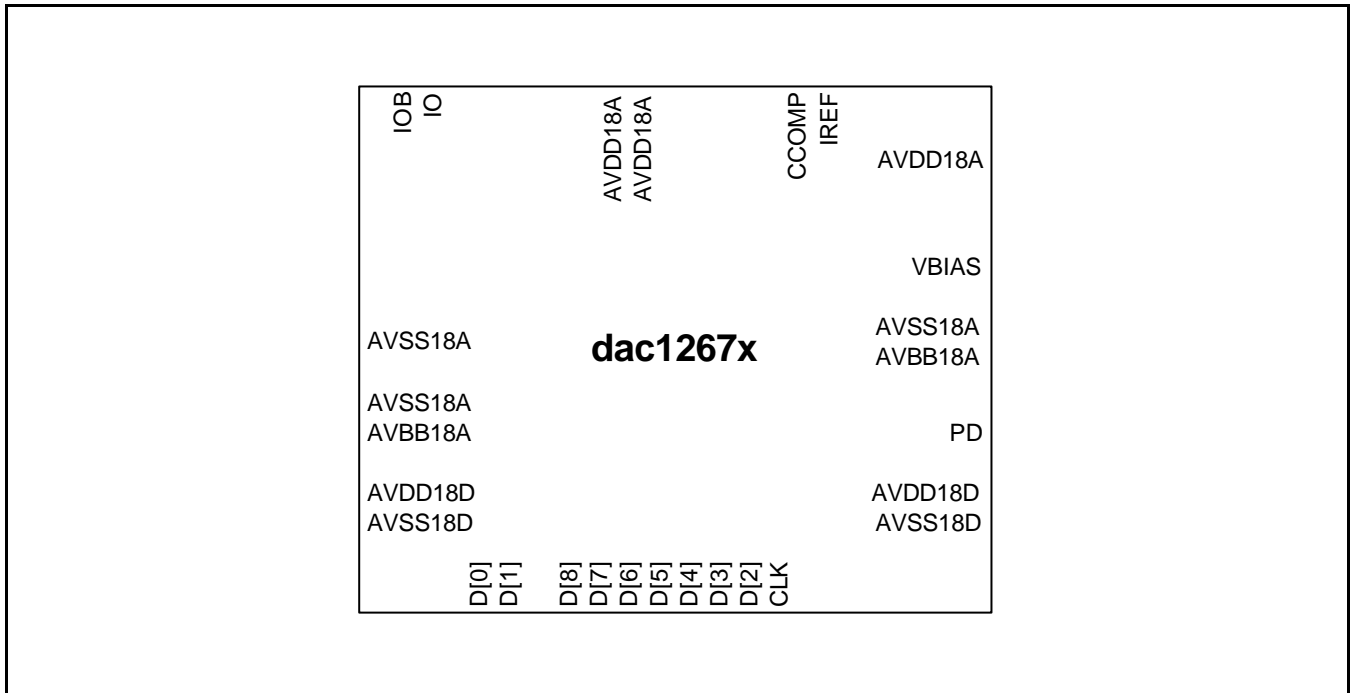 IOB
IO
AVDD18A
AVDD18A
CCOMP
IREF
AVDD18A
VBIAS
AVSS18A
AVBB18A
dac1267x
AVSS18A
AVSS18A
AVBB18A
PD
AVDD18D
AVSS18D
AVDD18D
AVSS18D
D[0]
D[1]
D[8]
D[7]
D[6]
D[5]
D[4]
D[3]
D[2]
CLK